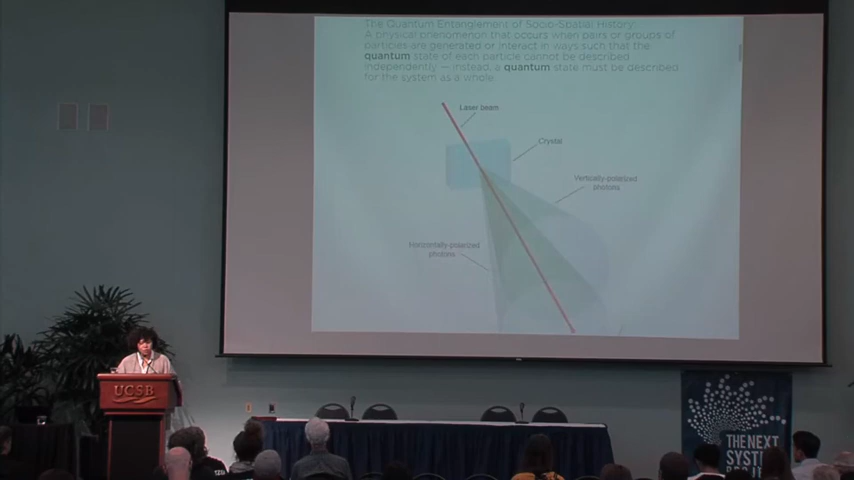 The Quantum Entanglement of Socio-Spatial History:
A physical phenomenon that occurs when pairs or groups of
particles are generated or interact in ways such that the
quantum state of each particle cannot be described
independently — instead, a quantum state must be described
for the system as a whole.
Laser beam
Crystal
Vertically-polarized
photons
Horizontally-polarized
photons
UCSB
THE NEXT
SYSTEM